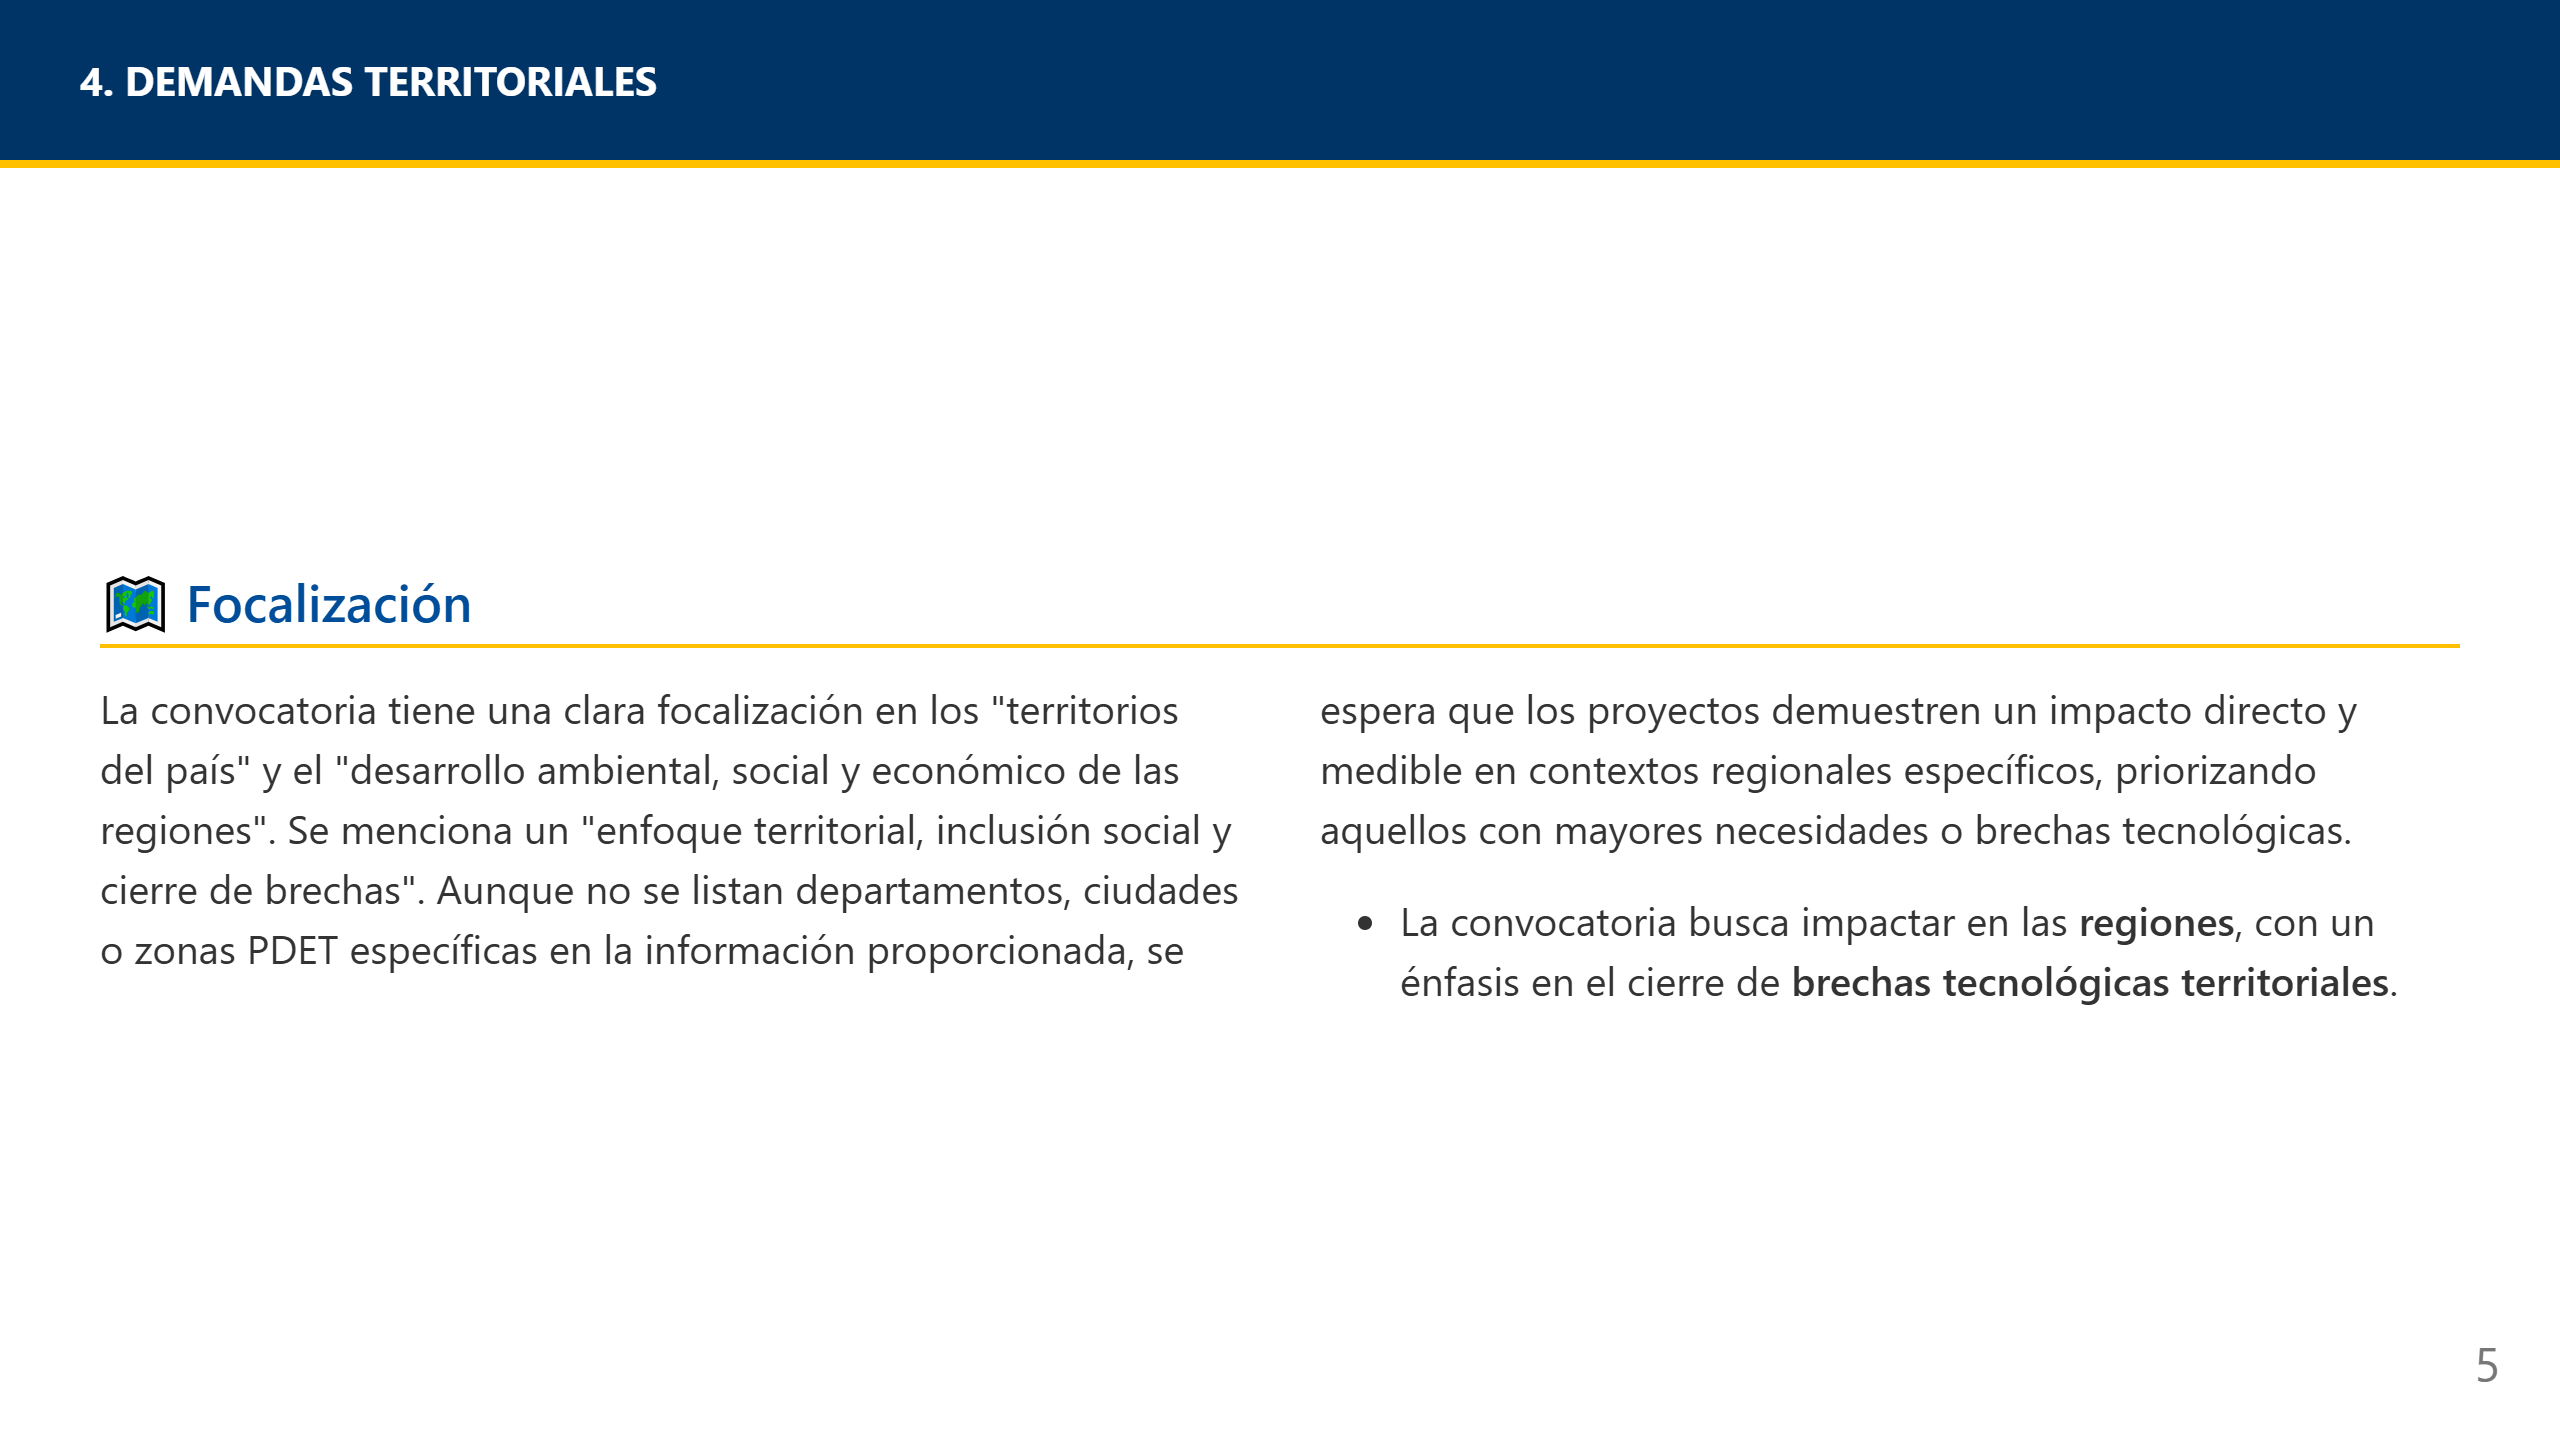 4. DEMANDAS TERRITORIALES
Focalización
La convocatoria tiene una clara focalización en los "territorios
del país" y el "desarrollo ambiental, social y económico de las
regiones". Se menciona un "enfoque territorial, inclusión social y
cierre de brechas". Aunque no se listan departamentos, ciudades
o zonas PDET específicas en la información proporcionada, se
espera que los proyectos demuestren un impacto directo y
medible en contextos regionales específicos, priorizando
aquellos con mayores necesidades o brechas tecnológicas.
• La convocatoria busca impactar en las regiones, con un
énfasis en el cierre de brechas tecnológicas territoriales.
5